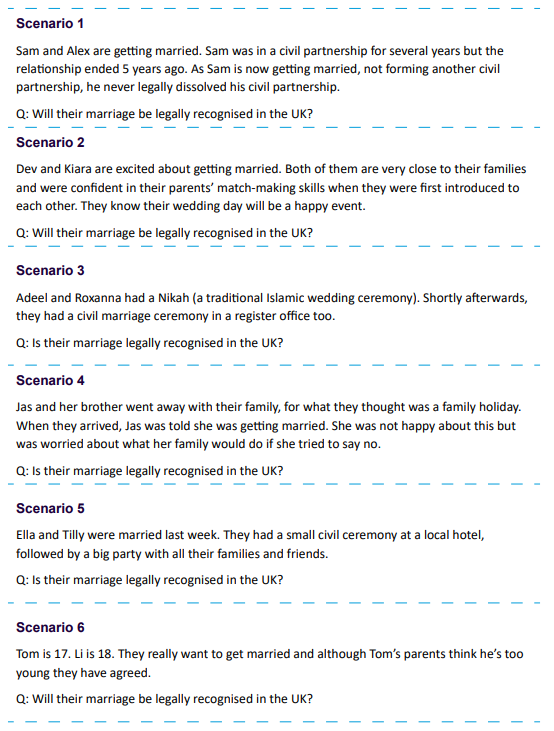 Scenario 1
Sam and Alex are getting married. Sam was in a civil partnership for several years but the
relationship ended 5 years ago. As Sam is now getting married, not forming another civil
partnership, he never legally dissolved his civil partnership.
Q: Will their marriage be legally recognised in the UK?
Scenario 2
Dev and Kiara are excited about getting married. Both of them are very close to their families
and were confident in their parents’ match-making skills when they were first introduced to
each other. They know their wedding day will be a happy event.
Q: Will their marriage be legally recognised in the UK?
Scenario 3
Adeel and Roxanna had a Nikah (a traditional Islamic wedding ceremony). Shortly afterwards,
they had a civil marriage ceremony in a register office too.
Q: Is their marriage legally recognised in the UK?
Scenario 4
Jas and her brother went away with their family, for what they thought was a family holiday.
When they arrived, Jas was told she was getting married. She was not happy about this but
was worried about what her family would do if she tried to say no.
Q: Is their marriage legally recognised in the UK?
Scenario 5
Ella and Tilly were married last week. They had a small civil ceremony at a local hotel,
followed by a big party with all their families and friends.
Q: Is their marriage legally recognised in the UK?
Scenario 6
Tom is 17. Li is 18. They really want to get married and although Tom’s parents think he’s too
young they have agreed.
Q: Will their marriage be legally recognised in the UK?